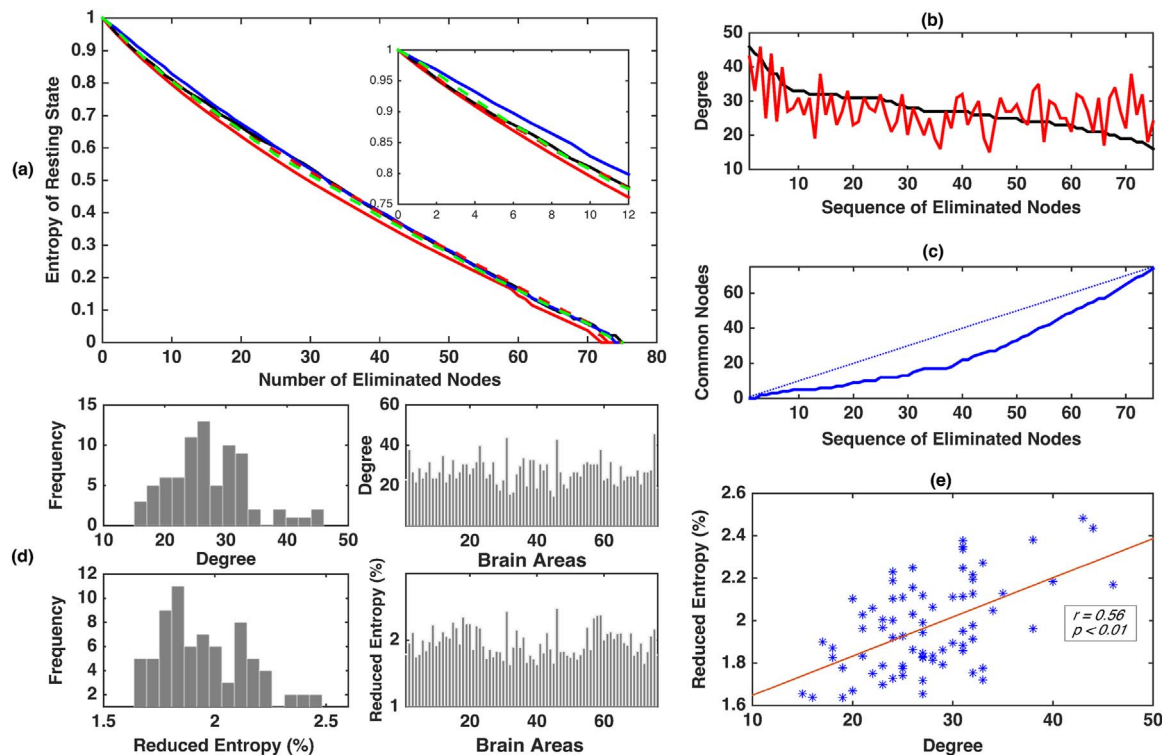 (a)
Entropy of Resting State
1
0.9
0.8
0.7
0.6
0.5
0.4
0.3
0.2
0.1
0
0 10 20 30 40 50 60 70 80
Number of Eliminated Nodes
1
0.95
0.9
0.85
0.8
0.75
0 2 4 6 8 10 12
(b)
Degree
50
40
30
20
10
10 20 30 40 50 60 70
Sequence of Eliminated Nodes
(c)
Common Nodes
60
40
20
0
10 20 30 40 50 60 70
Sequence of Eliminated Nodes
(d)
Frequency
15
10
5
0
10 20 30 40 50
Degree
Degree
60
40
20
20 40 60
Brain Areas
Frequency
12
10
8
6
4
2
1.5 2 2.5
Reduced Entropy (%)
Reduced Entropy (%)
3
2
1
20 40 60
Brain Areas
(e)
Reduced Entropy (%)
2.6
2.4
2.2
2.0
1.8
1.6
10 20 30 40 50
Degree
r = 0.56
p < 0.01